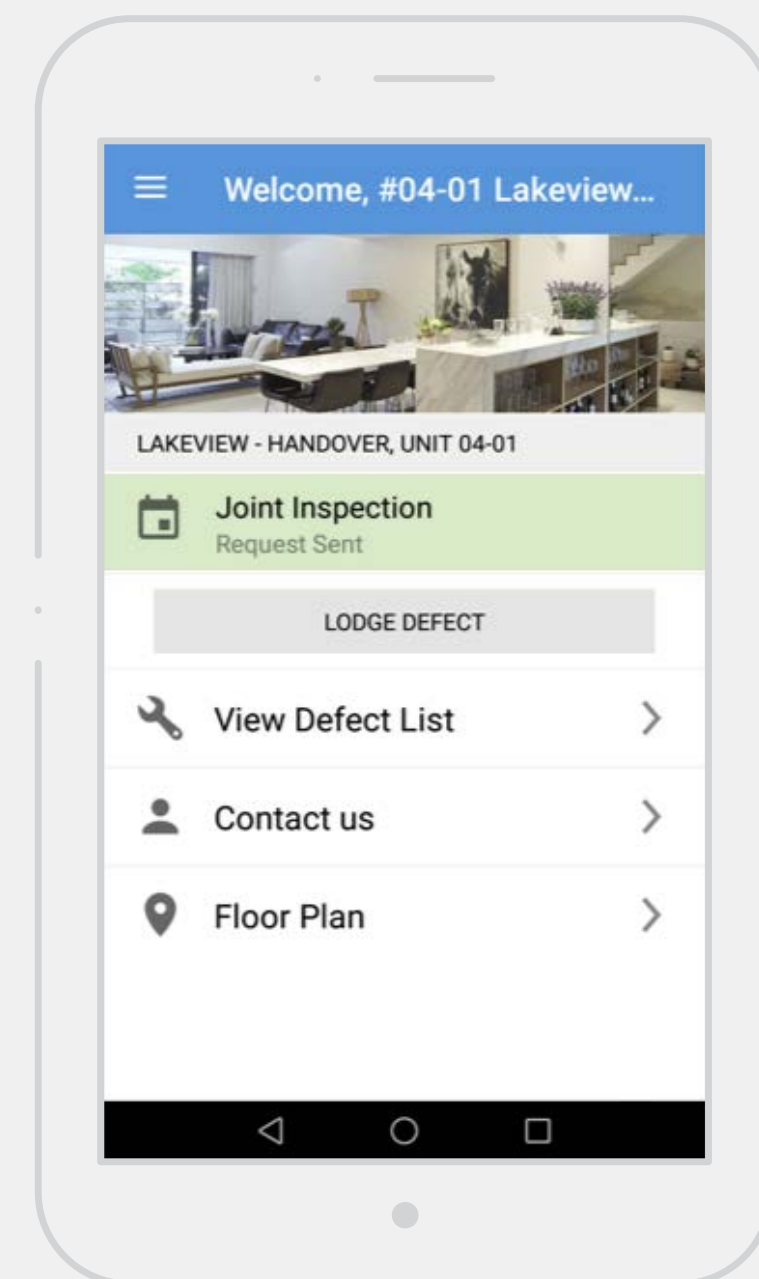 Welcome, #04-01 Lakeview...
LAKEVIEW - HANDOVER, UNIT 04-01
Joint Inspection
Request Sent
LODGE DEFECT
View Defect List
Contact us
Floor Plan